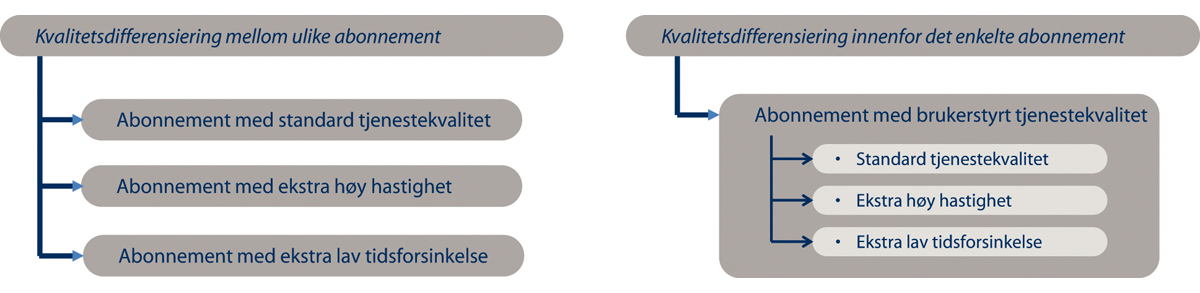 Kvalitetsdifferensiering mellom ulike abonnement
Abonnement med standard tjenestekvalitet
Abonnement med ekstra høy hastighet
Abonnement med ekstra lav tidsforsinkelse
Kvalitetsdifferensiering innenfor det enkelte abonnement
Abonnement med brukerstyrt tjenestekvalitet
• Standard tjenestekvalitet
• Ekstra høy hastighet
• Ekstra lav tidsforsinkelse